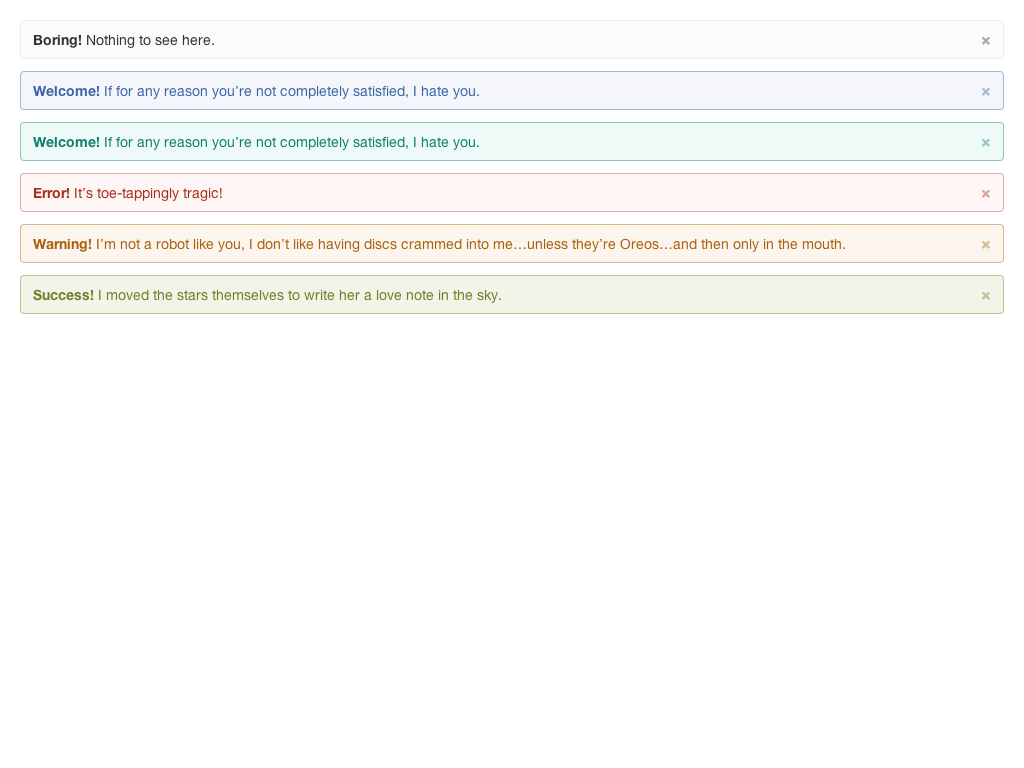 Boring! Nothing to see here. ×
Welcome! If for any reason you’re not completely satisfied, I hate you. ×
Welcome! If for any reason you’re not completely satisfied, I hate you. ×
Error! It’s toe-tappingly tragic! ×
Warning! I’m not a robot like you, I don’t like having discs crammed into me…unless they’re Oreos…and then only in the mouth. ×
Success! I moved the stars themselves to write her a love note in the sky. ×